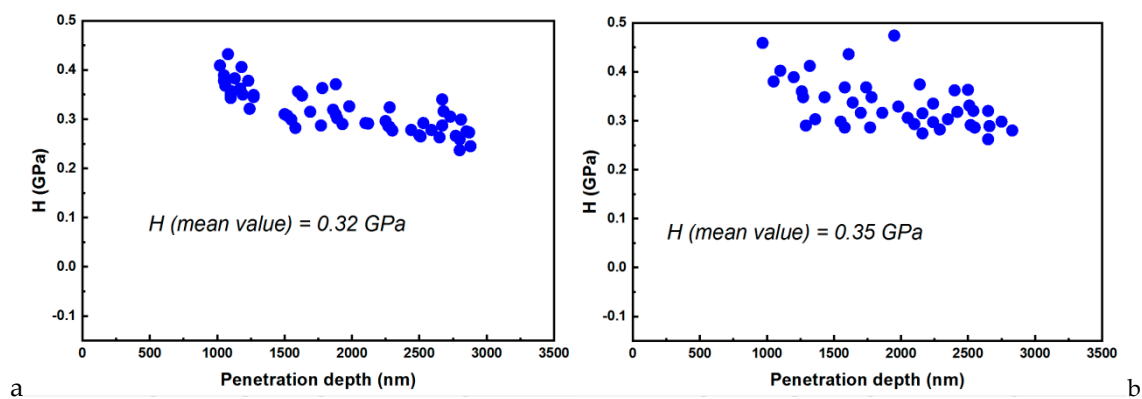 0.5
0.4
0.3
0.2
0.1
0.0
-0.1
H (GPa)
H (mean value) = 0.32 GPa
0 500 1000 1500 2000 2500 3000 3500
Penetration depth (nm)
a
0.5
0.4
0.3
0.2
0.1
0.0
-0.1
H (GPa)
H (mean value) = 0.35 GPa
0 500 1000 1500 2000 2500 3000 3500
Penetration depth (nm)
b